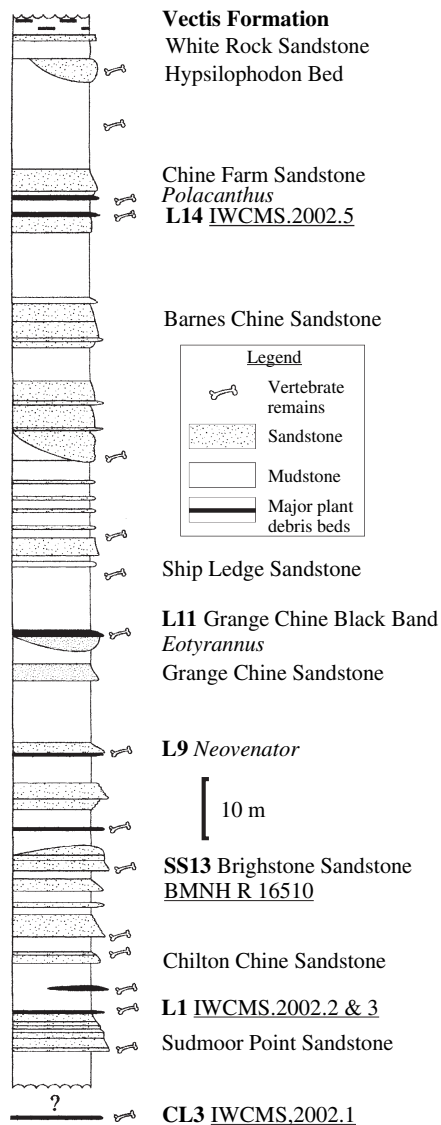 Vectis Formation
White Rock Sandstone
Hypsilophodon Bed
Chine Farm Sandstone
Polacanthus
L14 IWCMS.2002.5
Barnes Chine Sandstone
Legend
Vertebrate
remains
Sandstone
Mudstone
Major plant
debris beds
Ship Ledge Sandstone
L11 Grange Chine Black Band
Eotyrannus
Grange Chine Sandstone
L9 Neovenator
10 m
SS13 Brighstone Sandstone
BMNH R 16510
Chilton Chine Sandstone
L1 IWCMS.2002.2 & 3
Sudmoor Point Sandstone
?
CL3 IWCMS,2002.1